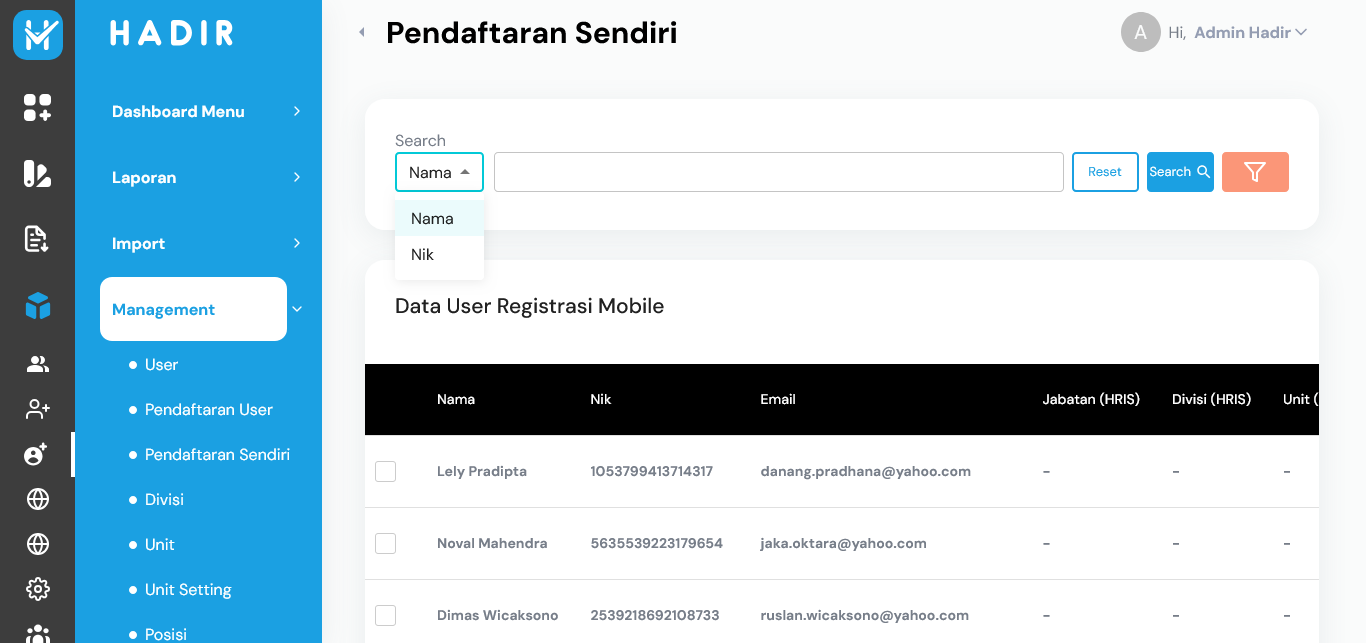 HADIR
Pendaftaran Sendiri
A Hi, Admin Hadir
Dashboard Menu
Laporan
Import
Management
User
Pendaftaran User
Pendaftaran Sendiri
Divisi
Unit
Unit Setting
Posisi
Search
Nama
Reset
Search
Nama
Nik
Data User Registrasi Mobile
Nama Nik Email Jabatan (HRIS) Divisi (HRIS) Unit (
Lely Pradipta 1053799413714317 danang.pradhana@yahoo.com - - -
Noval Mahendra 5635539223179654 jaka.oktara@yahoo.com - - -
Dimas Wicaksono 2539218692108733 ruslan.wicaksono@yahoo.com - - -